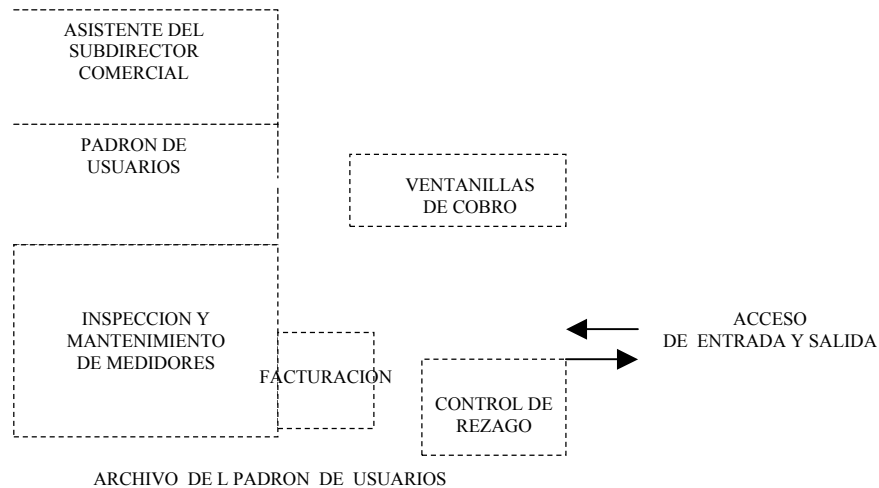 ASISTENTE DEL
SUBDIRECTOR
COMERCIAL
PADRON DE
USUARIOS
VENTANILLAS
DE COBRO
INSPECCION Y
MANTENIMIENTO
DE MEDIDORES
ACCESO
DE ENTRADA Y SALIDA
FACTURACION
CONTROL DE
REZAGO
ARCHIVO DE L PADRON DE USUARIOS